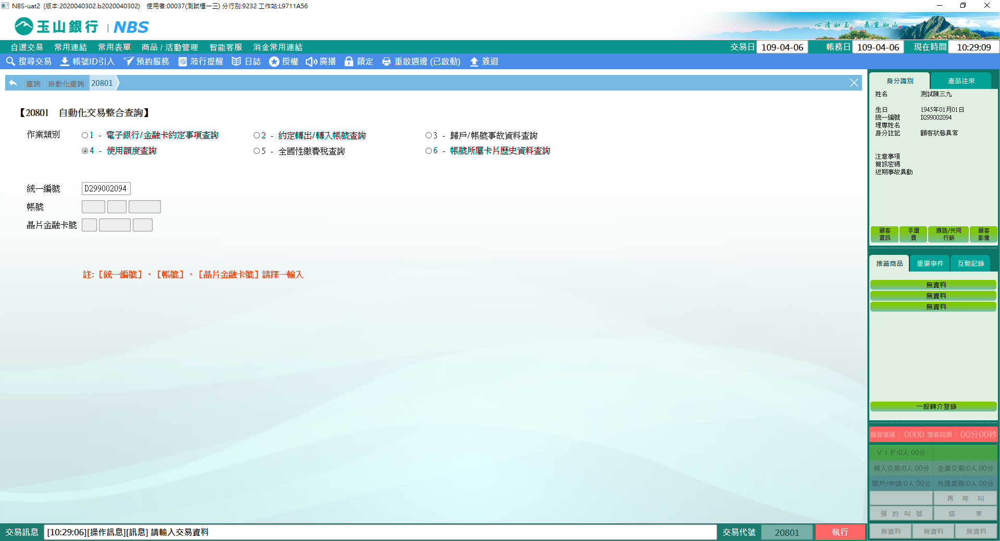 NBS-uat2 (版本:2020040302.b2020040302) 使用者:00037(測試櫃一三) 分行別:9232 工作站:L9711A56
玉山銀行 | NBS
心清如玉 義重如山
自選交易 常用連結 常用表單 商品 / 活動管理 智能客服 消金常用連結
交易日 109-04-06 帳務日 109-04-06 現在時間 10:29:09
搜尋交易 帳號ID引入 預約服務 蒞行提醒 日誌 授權 廣播 鎖定 重啟週邊 (已啟動) 簽退
查詢 自動化查詢 20801
【20801 自動化交易整合查詢】
作業類別
1 - 電子銀行/金融卡約定事項查詢
2 - 約定轉出/轉入帳號查詢
3 - 歸戶/帳號事故資料查詢
4 - 使用額度查詢
5 - 全國性繳費稅查詢
6 - 帳號所屬卡片歷史資料查詢
統一編號 D299002094
帳號
晶片金融卡號
註:【統一編號】、【帳號】、【晶片金融卡號】請擇一輸入
身分識別 產品往來
姓名 測試陳三九
生日 1945年01月01日
統一編號 D299002094
理專姓名
身分註記 顧客狀態異常
注意事項
簡訊密碼
近期事故異動
顧客資訊 手續費 通路/共同行銷 顧客影像
推薦商品 重要事件 互動記錄
無資料
無資料
無資料
一般轉介登錄
服務號碼： 0000 等候時間： 00分00秒
ＶＩＰ:0人 00分
個人交易:0人 00分 企業交易:0人 00分
開戶/申請:0人 00分 外匯業務:0人 00分
再 呼 叫
預 約 叫 號 結 束
無資料 無資料 無資料
交易訊息 [10:29:06][操作訊息][訊息] 請輸入交易資料
交易代號 20801 執行